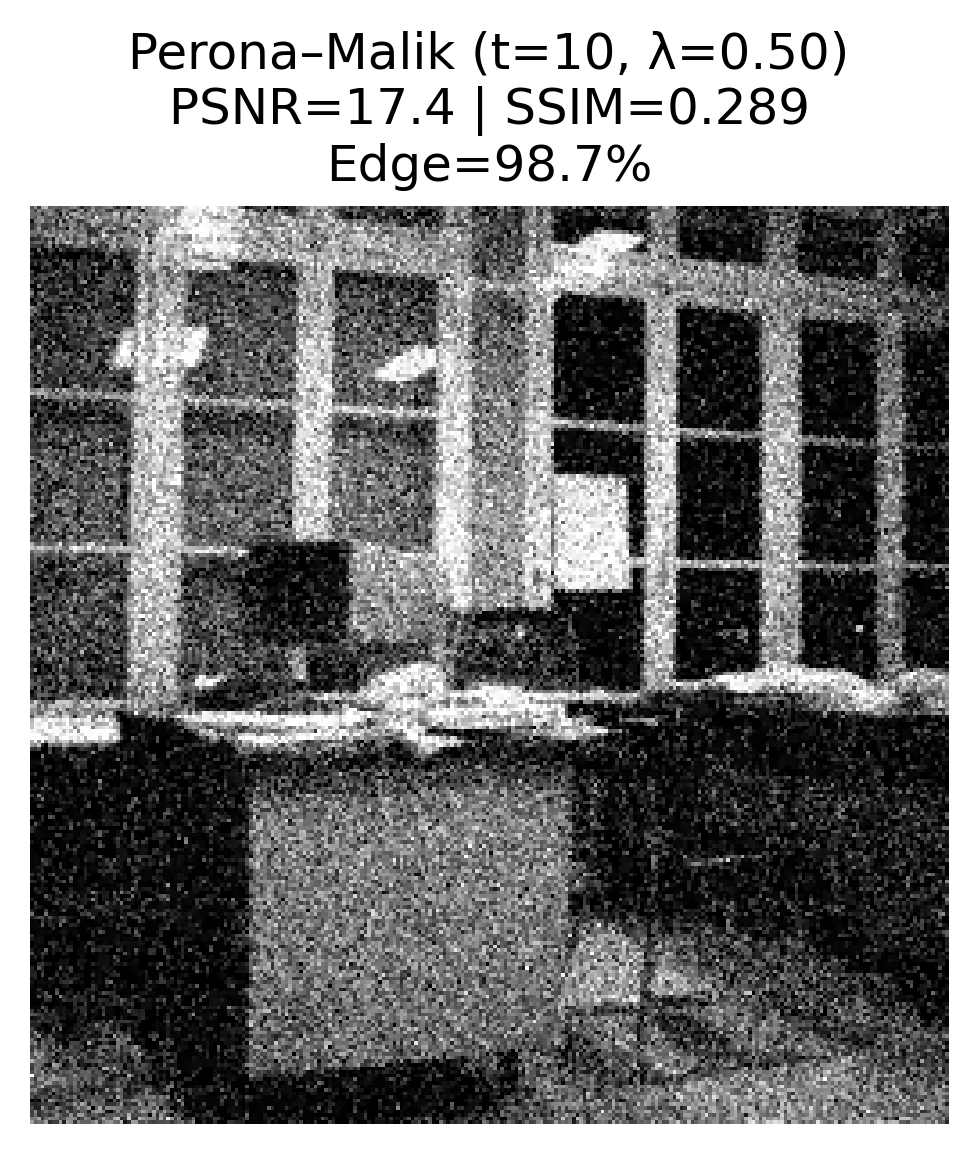 Perona–Malik (t=10, λ=0.50)
PSNR=17.4 | SSIM=0.289
Edge=98.7%